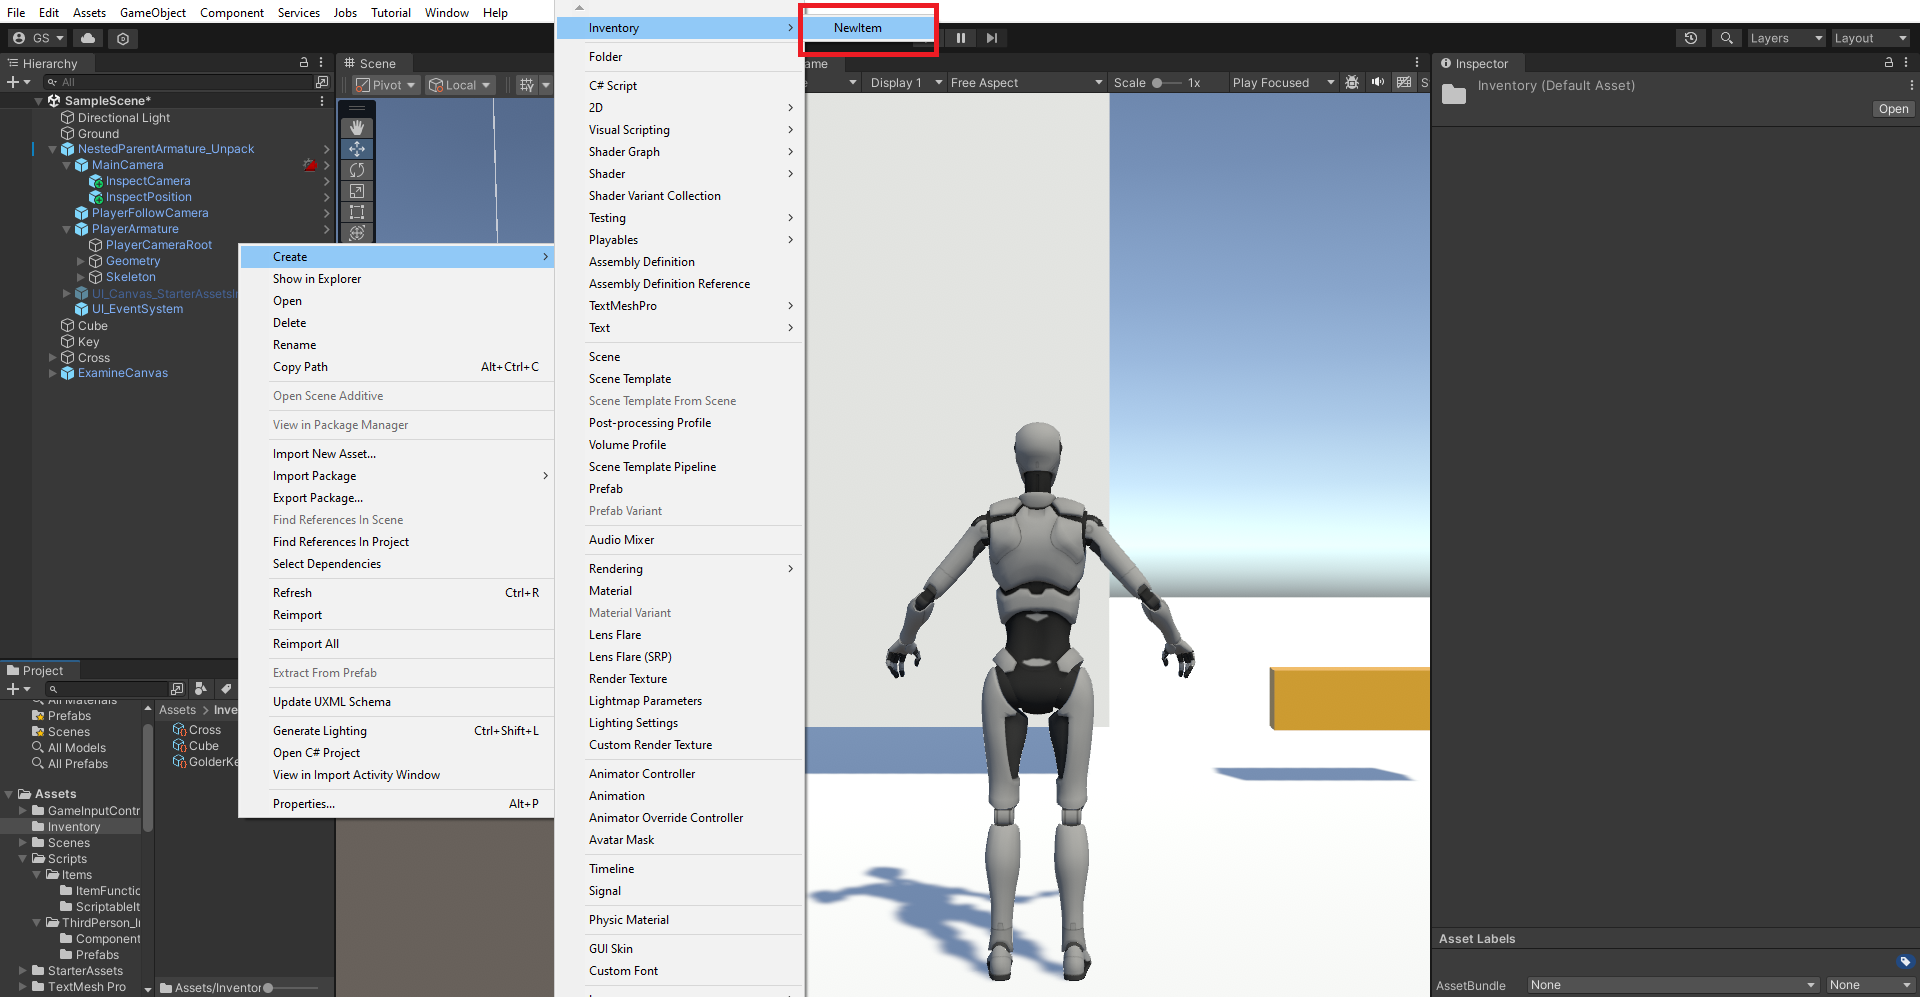 File Edit Assets GameObject Component Services Jobs Tutorial Window Help
GS
Layers
Layout
Hierarchy
All
SampleScene*
Directional Light
Ground
NestedParentArmature_Unpack
MainCamera
InspectCamera
InspectPosition
PlayerFollowCamera
PlayerArmature
PlayerCameraRoot
Geometry
Skeleton
UI_Canvas_StarterAssetsIn
UI_EventSystem
Cube
Key
Cross
ExamineCanvas
Scene
Pivot
Local
Create
Show in Explorer
Open
Delete
Rename
Copy Path Alt+Ctrl+C
Open Scene Additive
View in Package Manager
Import New Asset...
Import Package
Export Package...
Find References In Scene
Find References In Project
Select Dependencies
Refresh Ctrl+R
Reimport
Reimport All
Extract From Prefab
Update UXML Schema
Generate Lighting Ctrl+Shift+L
Open C# Project
View in Import Activity Window
Properties... Alt+P
Inventory
NewItem
Folder
C# Script
2D
Visual Scripting
Shader Graph
Shader
Shader Variant Collection
Testing
Playables
Assembly Definition
Assembly Definition Reference
TextMeshPro
Text
Scene
Scene Template
Scene Template From Scene
Post-processing Profile
Volume Profile
Scene Template Pipeline
Prefab
Prefab Variant
Audio Mixer
Rendering
Material
Material Variant
Lens Flare
Lens Flare (SRP)
Render Texture
Lightmap Parameters
Lighting Settings
Custom Render Texture
Animator Controller
Animation
Animator Override Controller
Avatar Mask
Timeline
Signal
Physic Material
GUI Skin
Custom Font
ame
Display 1 Free Aspect Scale 1x Play Focused S
Inspector
Inventory (Default Asset)
Open
Asset Labels
AssetBundle None None
Project
All Materials
Prefabs
Scenes
All Models
All Prefabs
Assets
GameInputContr
Inventory
Scenes
Scripts
Items
ItemFunctic
ScriptableIt
ThirdPerson_I
Component
Prefabs
StarterAssets
TextMesh Pro
Assets > Inve
Cross
Cube
GolderKe
Assets/Inventor